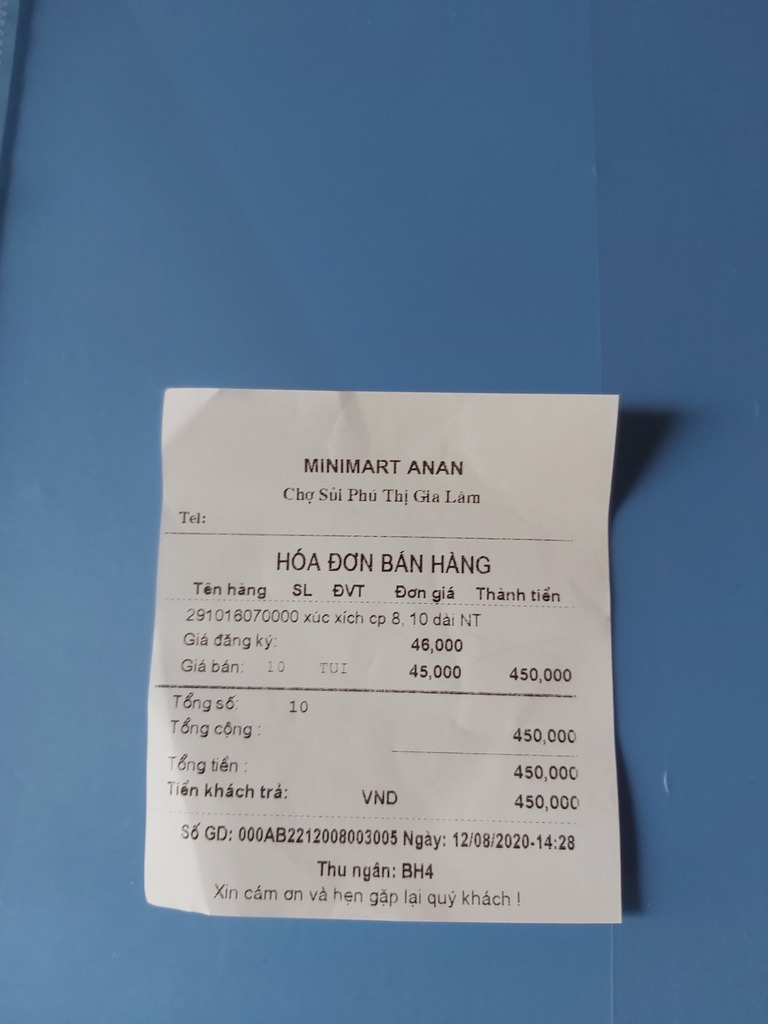 MINIMART ANAN
Chợ Sủi Phú Thị Gia Lâm
Tel:
HÓA ĐƠN BÁN HÀNG
Tên hàng SL ĐVT Đơn giá Thành tiền
291016070000 xúc xích cp 8, 10 dài NT
Giá đăng ký: 46,000
Giá bán: 10 TUI 45,000 450,000
Tổng số: 10
Tổng cộng : 450,000
Tổng tiền : 450,000
Tiền khách trả: VND 450,000
Số GD: 000AB2212008003005 Ngày: 12/08/2020-14:28
Thu ngân: BH4
Xin cám ơn và hẹn gặp lại quý khách !